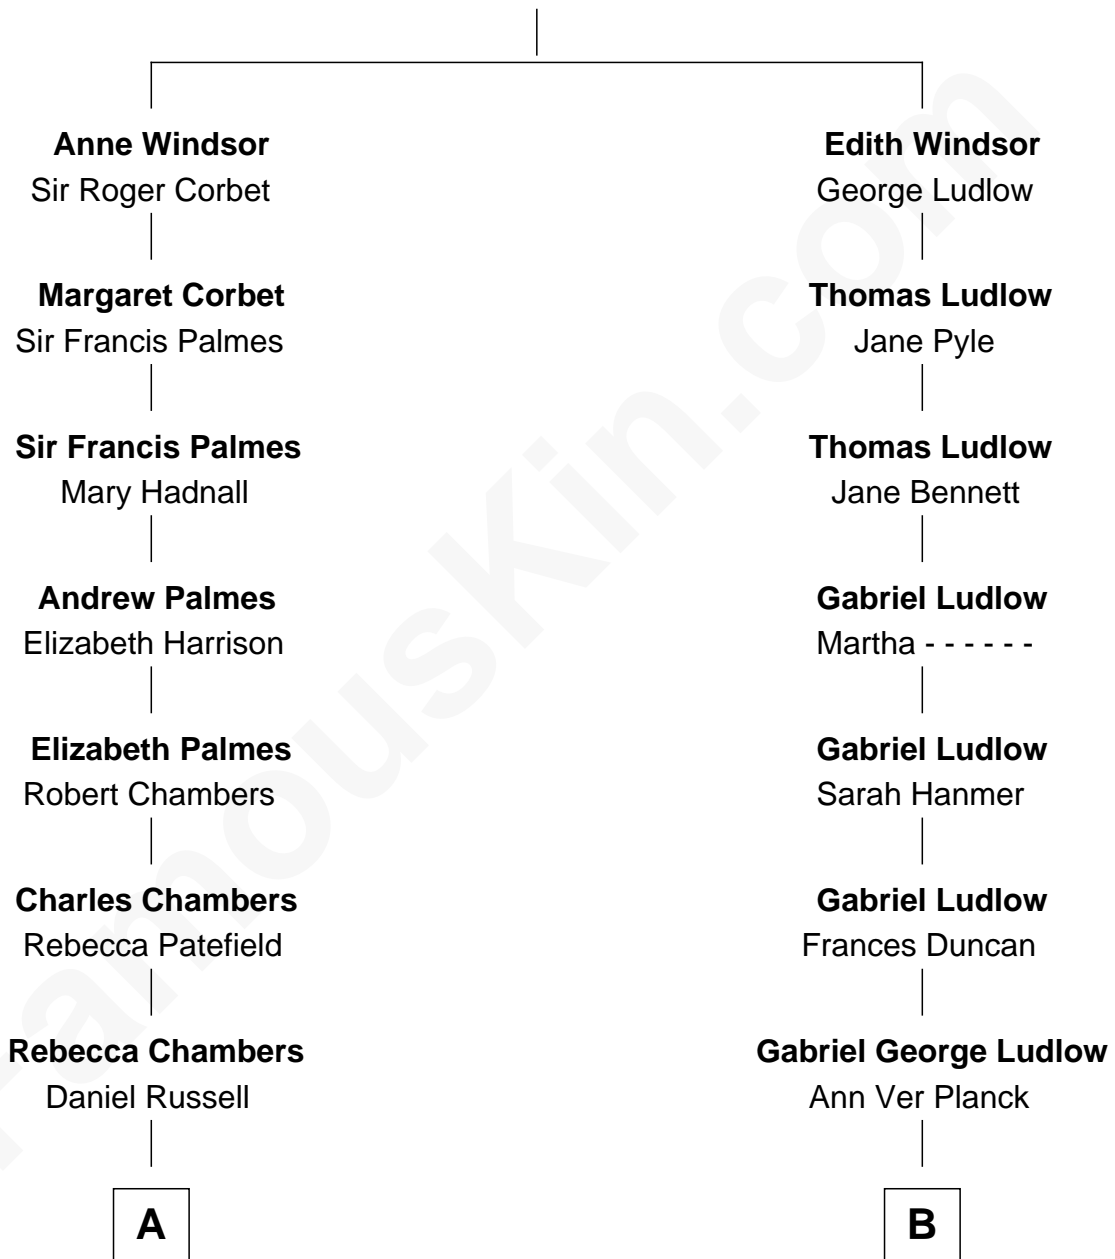 Anne Windsor
Sir Roger Corbet
Margaret Corbet
Sir Francis Palmes
Sir Francis Palmes
Mary Hadnall
Andrew Palmes
Elizabeth Harrison
Elizabeth Palmes
Robert Chambers
Charles Chambers
Rebecca Patefield
Rebecca Chambers
Daniel Russell
A
Edith Windsor
George Ludlow
Thomas Ludlow
Jane Pyle
Thomas Ludlow
Jane Bennett
Gabriel Ludlow
Martha - - - - - -
Gabriel Ludlow
Sarah Hanmer
Gabriel Ludlow
Frances Duncan
Gabriel George Ludlow
Ann Ver Planck
B
FamousKin.com